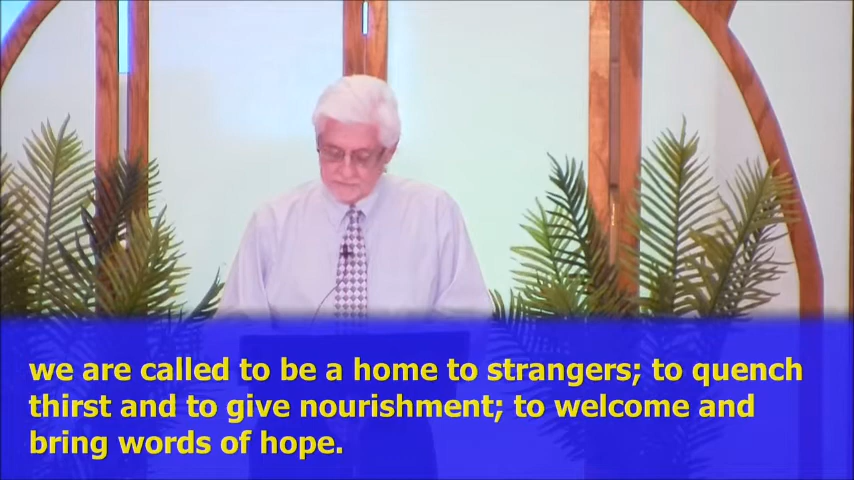 we are called to be a home to strangers; to quench
thirst and to give nourishment; to welcome and
bring words of hope.